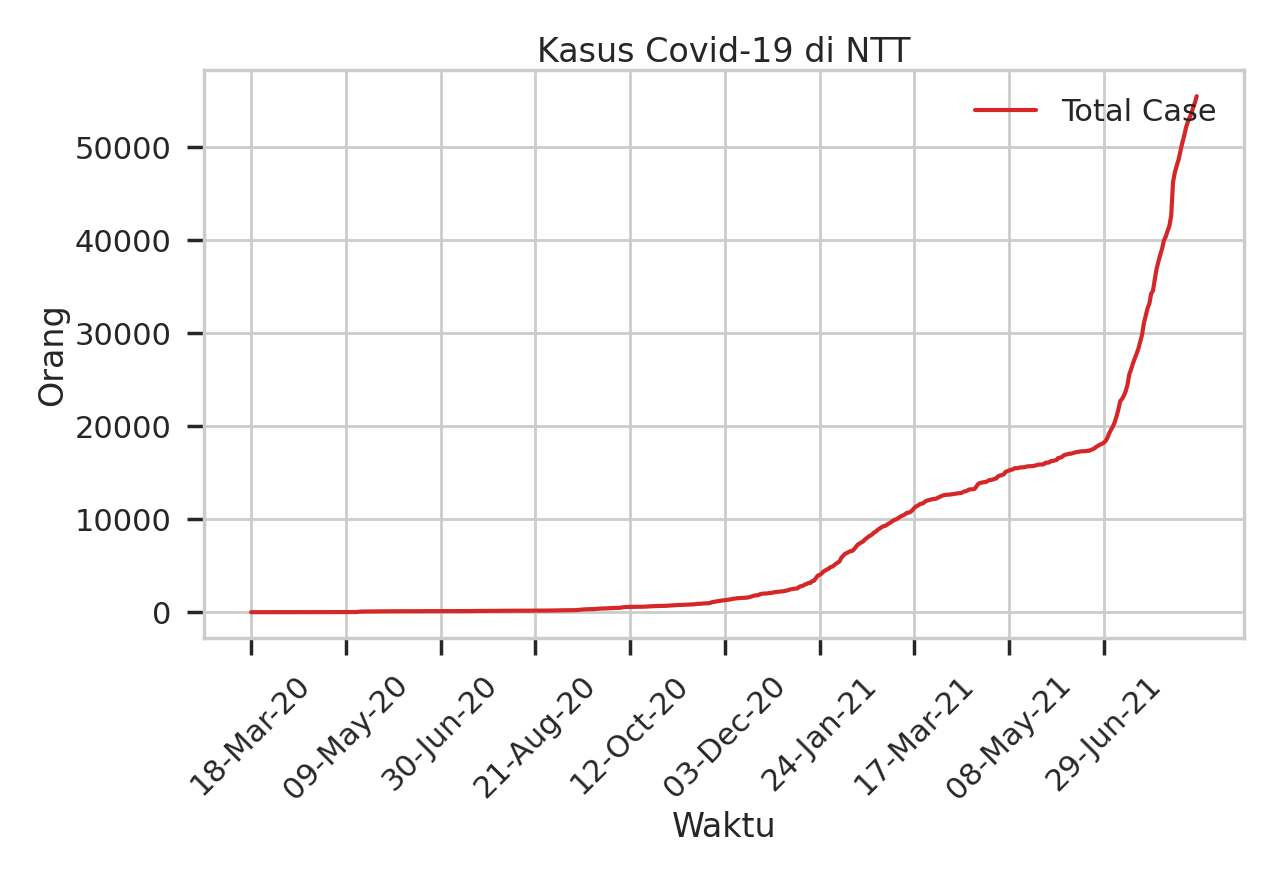 Kasus Covid-19 di NTT
Total Case
Orang
50000
40000
30000
20000
10000
0
18-Mar-20
09-May-20
30-Jun-20
21-Aug-20
12-Oct-20
03-Dec-20
24-Jan-21
17-Mar-21
08-May-21
29-Jun-21
Waktu